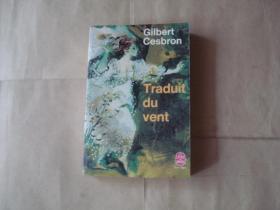 Gilbert
Cesbron
Traduit
du
vent